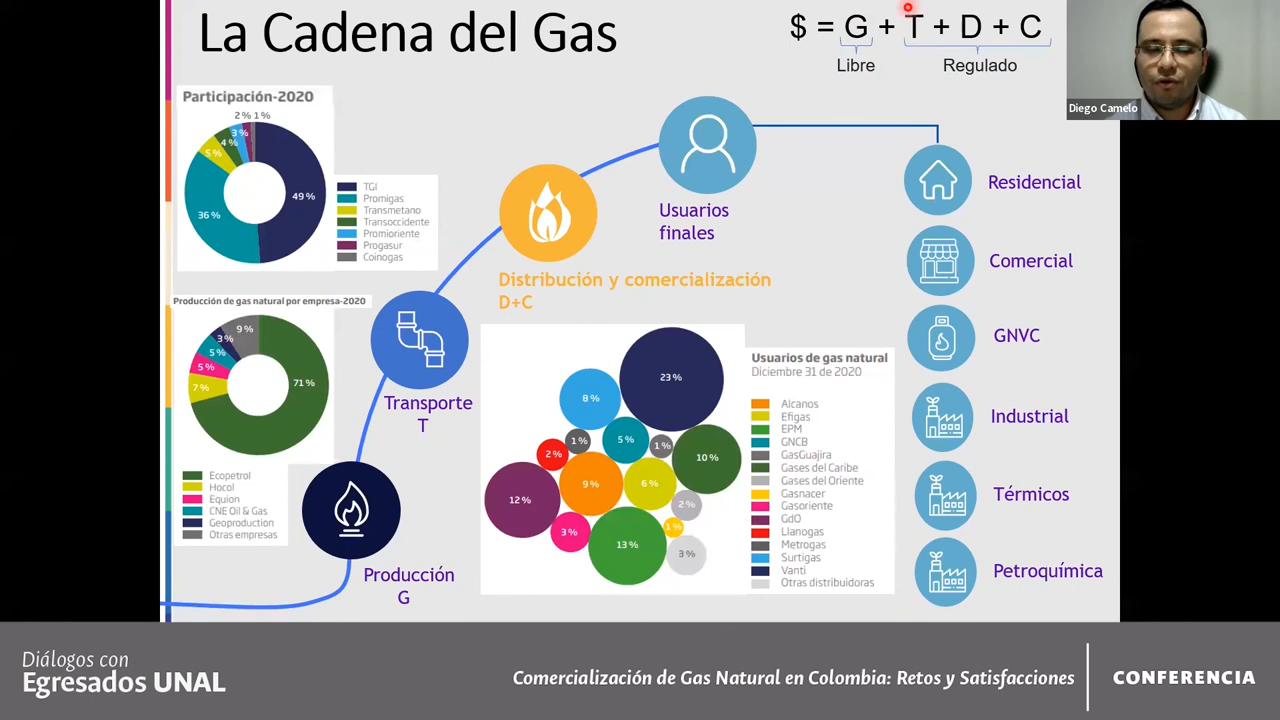 La Cadena del Gas
$ = G + T + D + C
Libre
Regulado
Diego Camelo
Participación-2020
2 % 1 %
3 %
4 %
5 %
36 %
49 %
TGI
Promigas
Transmetano
Transoccidente
Promioriente
Progasur
Coinogas
Producción de gas natural por empresa-2020
9 %
3 %
5 %
5 %
7 %
71 %
Ecopetrol
Hocol
Equion
CNE Oil & Gas
Geoproduction
Otras empresas
Producción
G
Transporte
T
Distribución y comercialización
D+C
Usuarios
finales
23 %
8 %
1 %
5 %
1 %
10 %
2 %
9 %
6 %
12 %
2 %
3 %
13 %
1 %
3 %
Usuarios de gas natural
Diciembre 31 de 2020
Alcanos
Efigas
EPM
GNCB
GasGuajira
Gases del Caribe
Gases del Oriente
Gasnacer
Gasoriente
GdO
Llanogas
Metrogas
Surtigas
Vanti
Otras distribuidoras
Residencial
Comercial
GNVC
Industrial
Térmicos
Petroquímica
Diálogos con
Egresados UNAL
Comercialización de Gas Natural en Colombia: Retos y Satisfacciones
CONFERENCIA